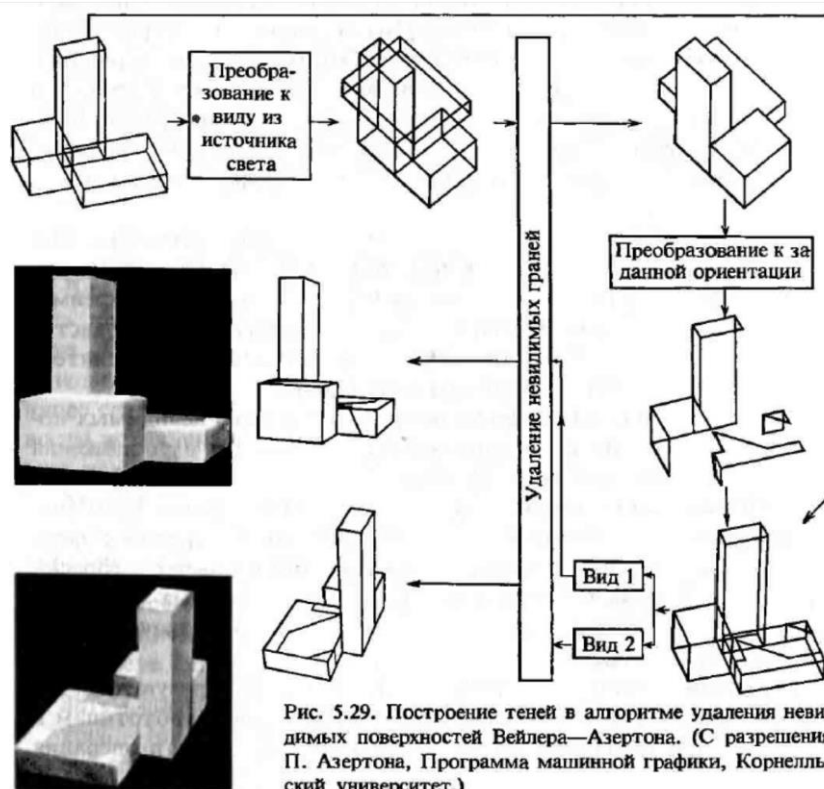 Преобра-
зование к
виду из
источника
света
Удаление невидимых граней
Преобразование к за-
данной ориентации
Вид 1
Вид 2
Рис. 5.29. Построение теней в алгоритме удаления неви-
димых поверхностей Вейлера—Азертона. (С разрешения
П. Азертона, Программа машинной графики, Корнелль-
ский университет.)